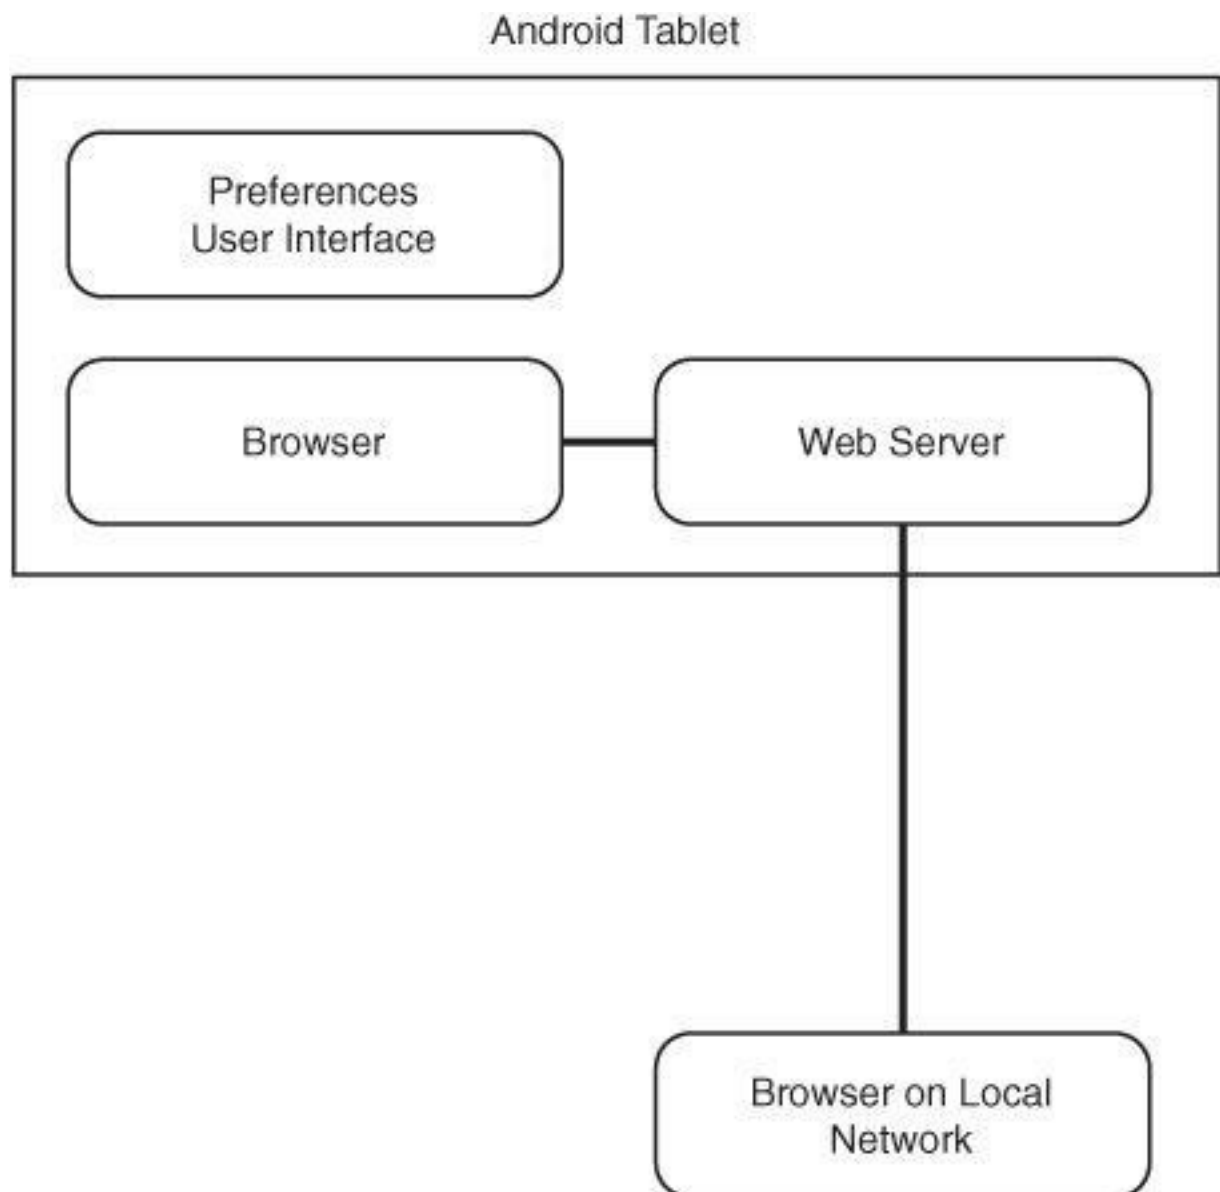 Android Tablet
Preferences
User Interface
Browser
Web Server
Browser on Local
Network